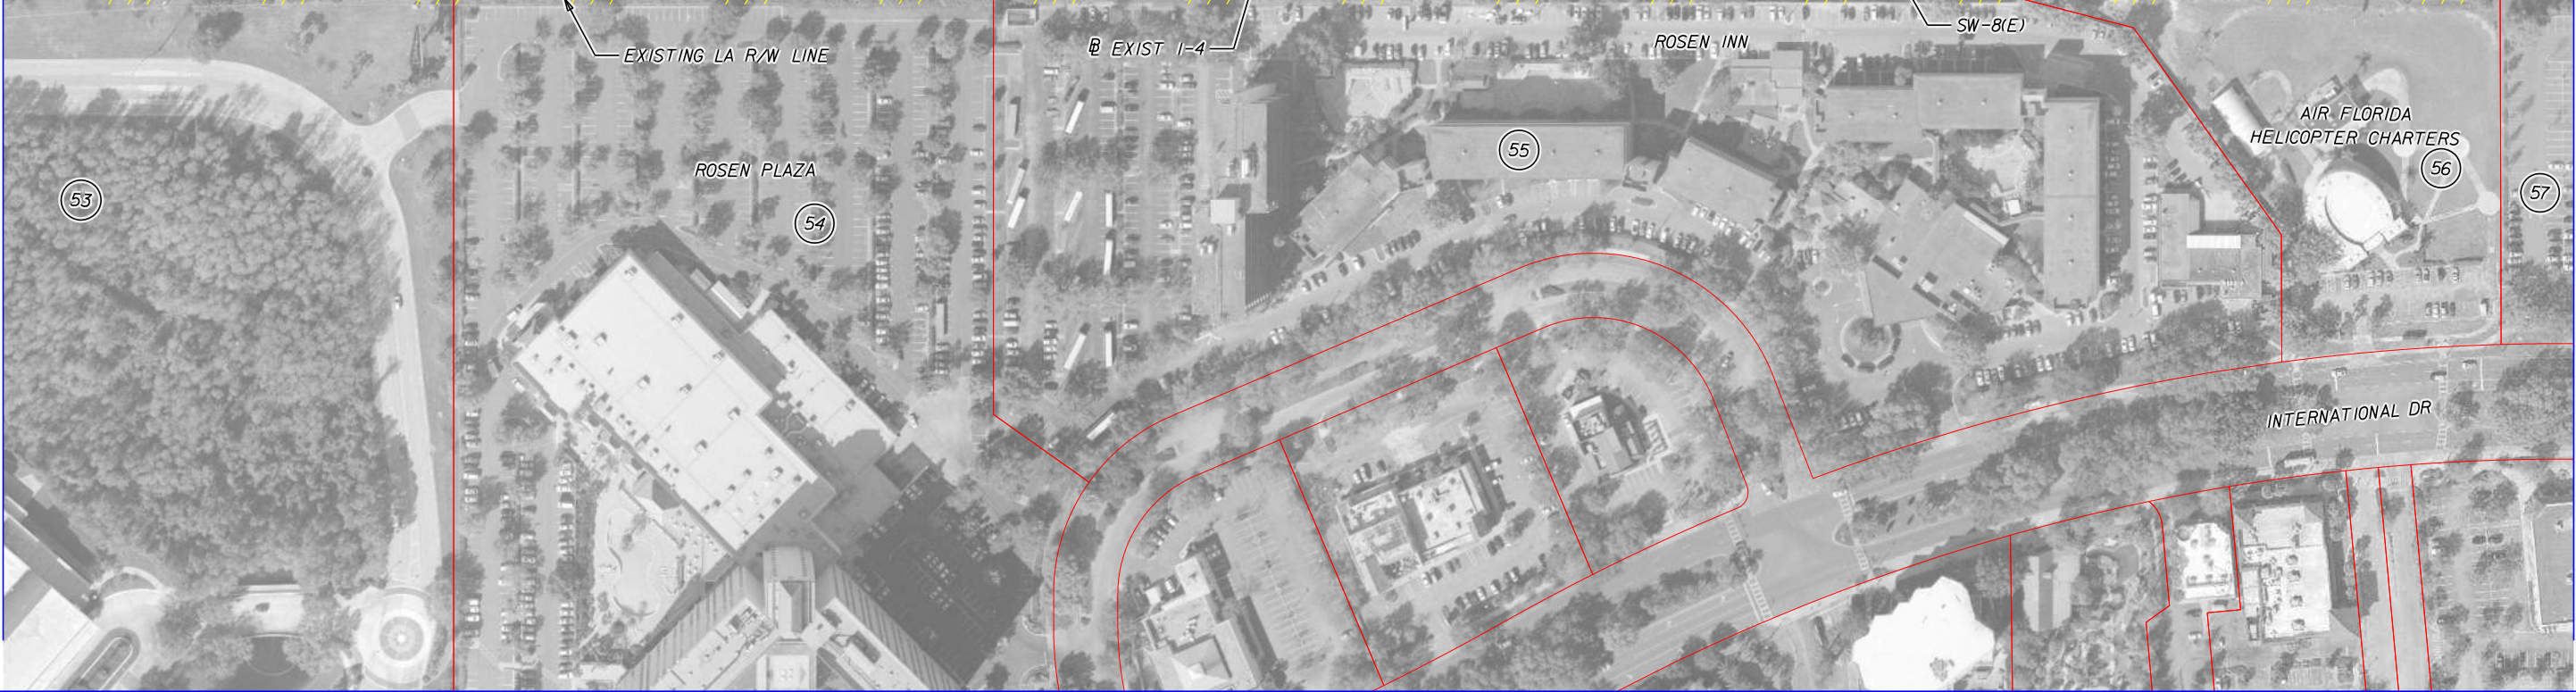 EXISTING LA R/W LINE
BL EXIST I-4
ROSEN INN
SW-8(E)
AIR FLORIDA
HELICOPTER CHARTERS
ROSEN PLAZA
53
54
55
56
57
INTERNATIONAL DR